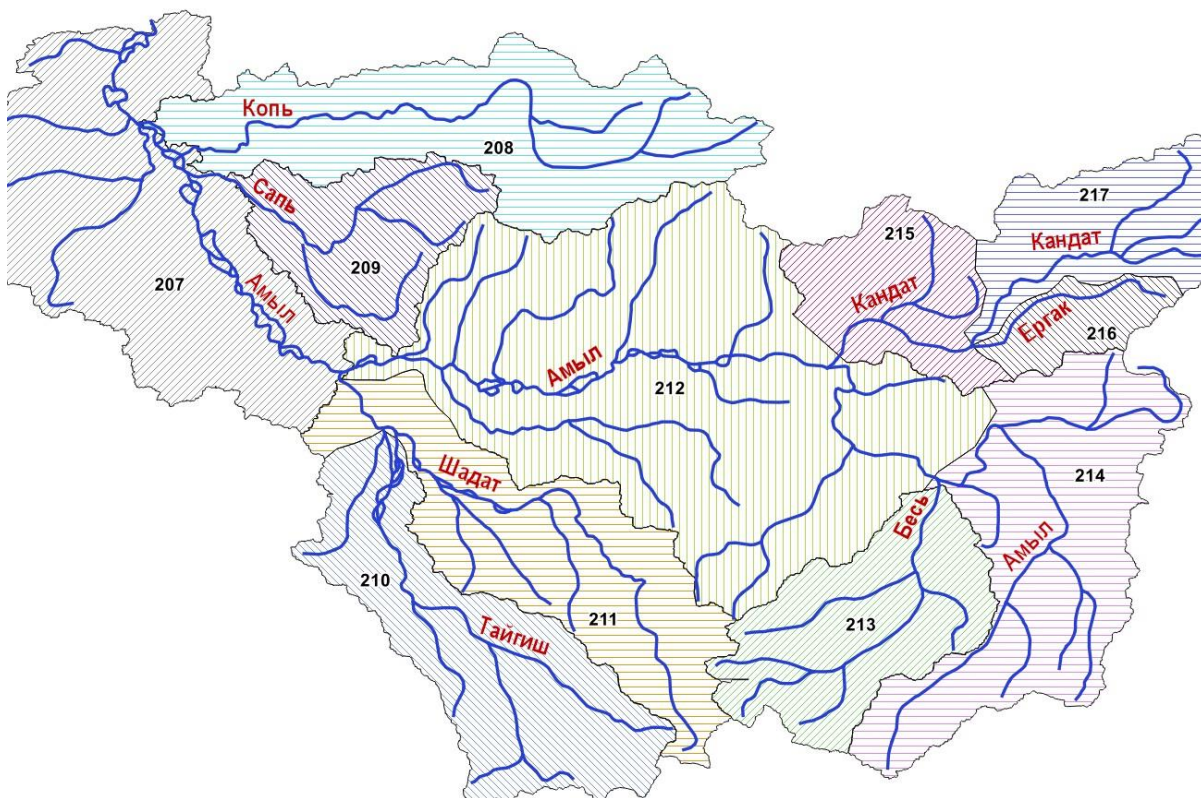 Копь
208
Сапь
209
207
Амыл
217
Кандат
215
Кандат
Ергак
216
Амыл
212
Шадат
214
Бесь
Амыл
210
211
213
Тайгиш